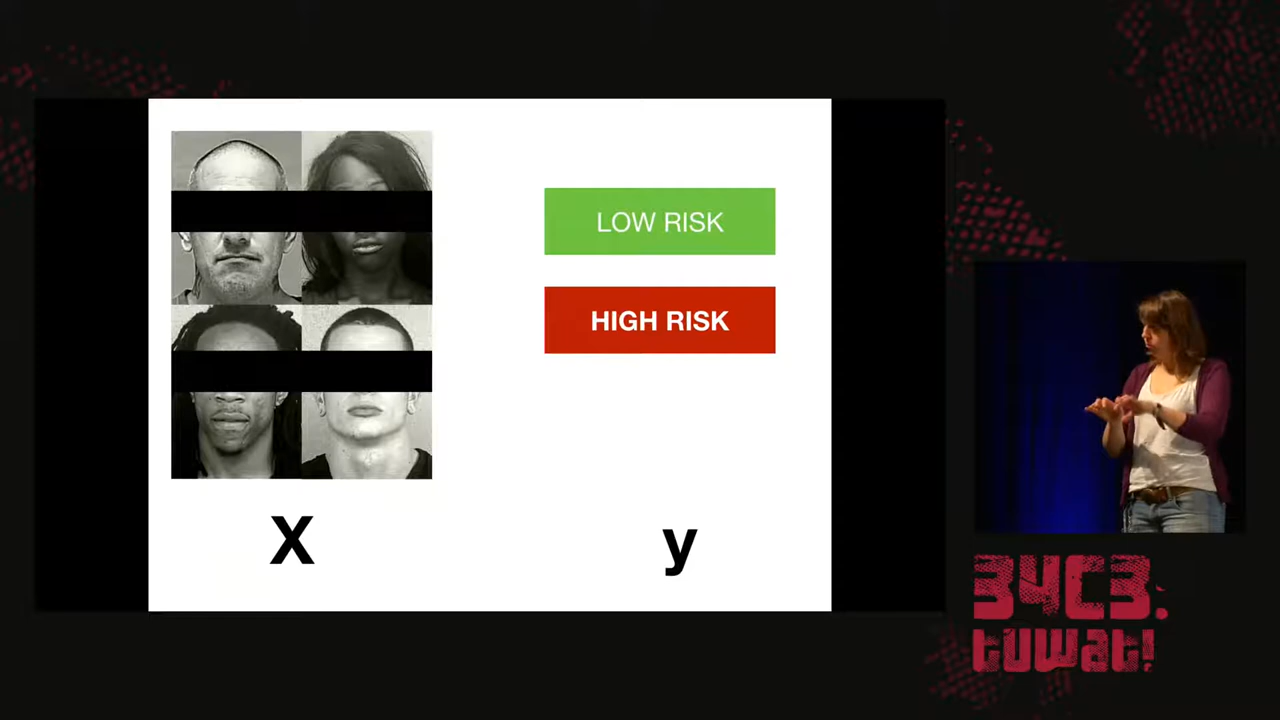 LOW RISK
HIGH RISK
X
y
34C3.
tuwat!